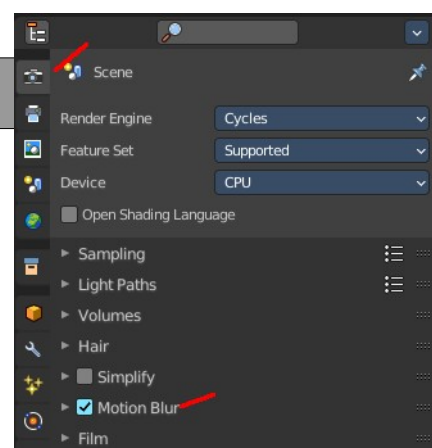 Scene
Render Engine Cycles
Feature Set Supported
Device CPU
Open Shading Language
Sampling
Light Paths
Volumes
Hair
Simplify
Motion Blur
Film